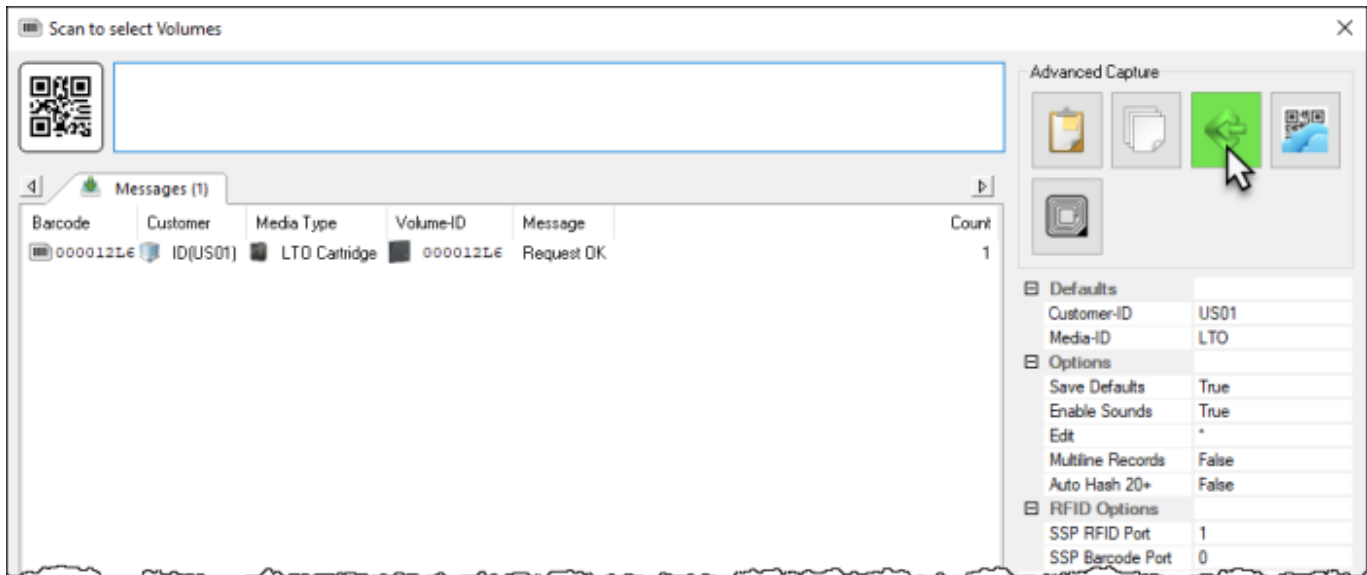 Scan to select Volumes
Advanced Capture
Messages (1)
Barcode Customer Media Type Volume-ID Message Count
000012L6 ID(US01) LTO Cartridge 000012L6 Request OK 1
Defaults
Customer-ID US01
Media-ID LTO
Options
Save Defaults True
Enable Sounds True
Edit *
Multiline Records False
Auto Hash 20+ False
RFID Options
SSP RFID Port 1
SSP Barcode Port 0